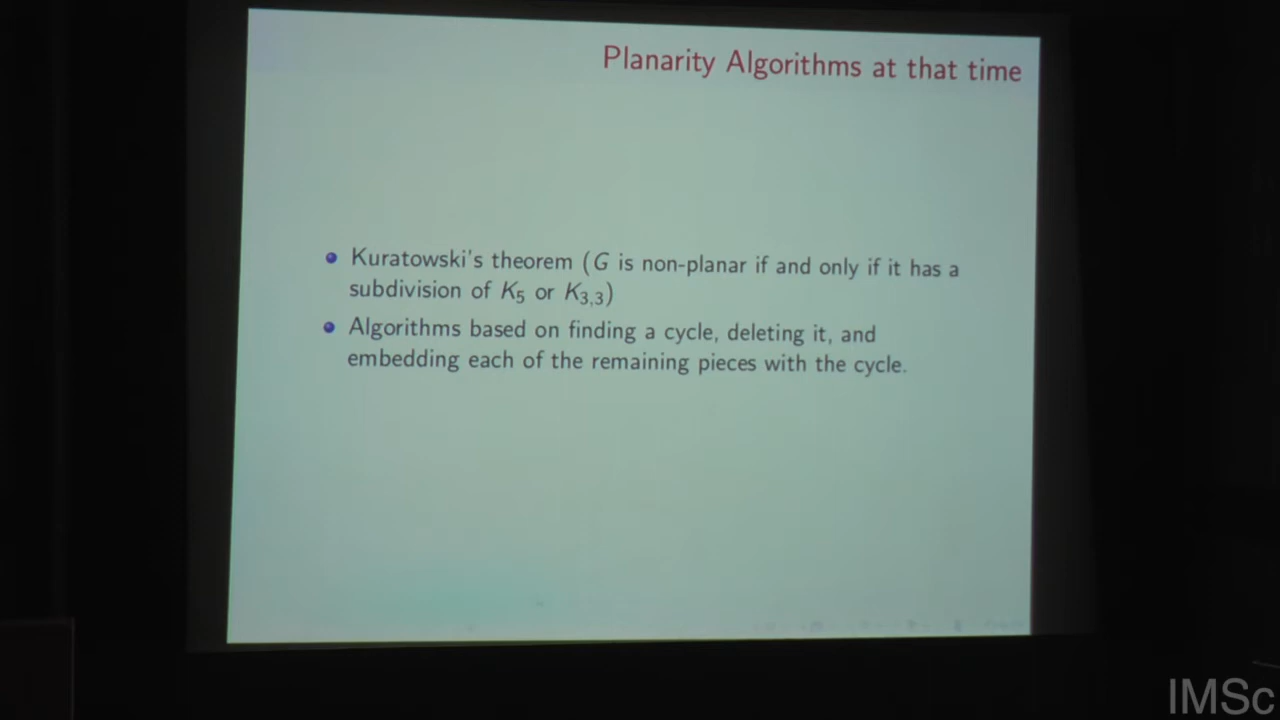 Planarity Algorithms at that time
• Kuratowski's theorem (G is non-planar if and only if it has a
subdivision of K₅ or K₃,₃)
• Algorithms based on finding a cycle, deleting it, and
embedding each of the remaining pieces with the cycle.
IMSc